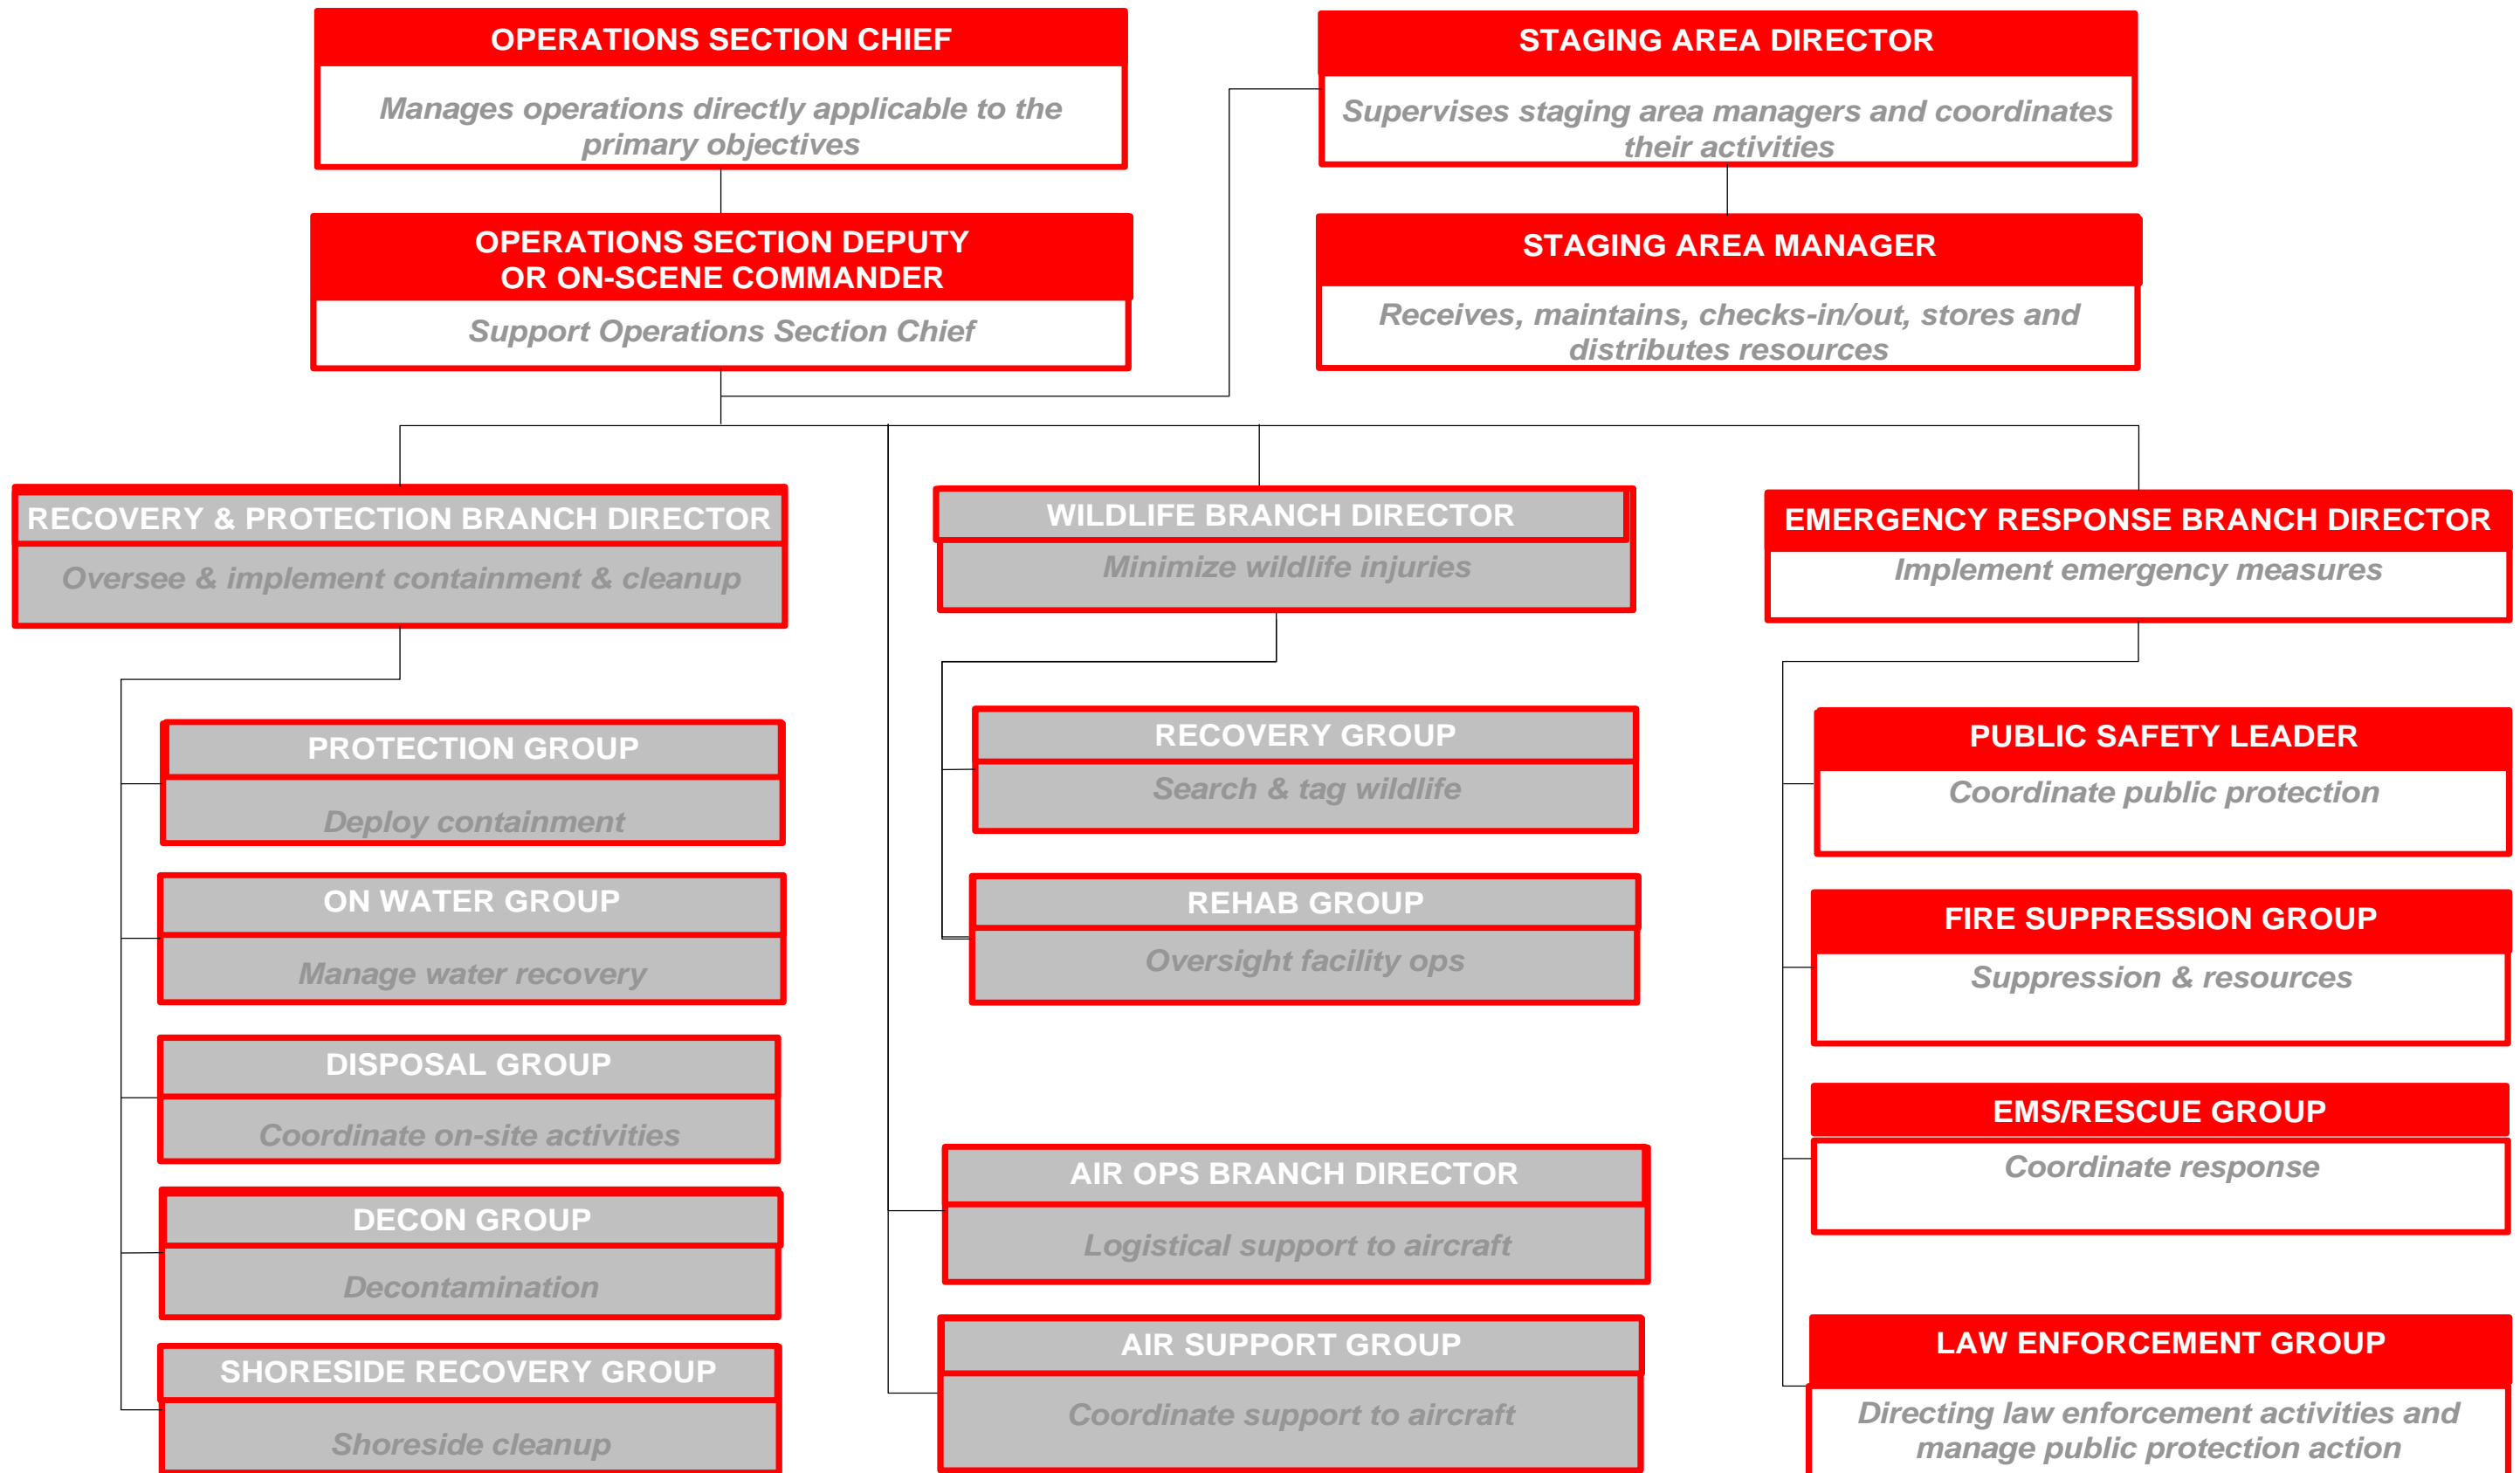 OPERATIONS SECTION CHIEF
Manages operations directly applicable to the
primary objectives
STAGING AREA DIRECTOR
Supervises staging area managers and coordinates
their activities
OPERATIONS SECTION DEPUTY
OR ON-SCENE COMMANDER
Support Operations Section Chief
STAGING AREA MANAGER
Receives, maintains, checks-in/out, stores and
distributes resources
RECOVERY & PROTECTION BRANCH DIRECTOR
Oversee & implement containment & cleanup
PROTECTION GROUP
Deploy containment
ON WATER GROUP
Manage water recovery
DISPOSAL GROUP
Coordinate on-site activities
DECON GROUP
Decontamination
SHORESIDE RECOVERY GROUP
Shoreside cleanup
WILDLIFE BRANCH DIRECTOR
Minimize wildlife injuries
RECOVERY GROUP
Search & tag wildlife
REHAB GROUP
Oversight facility ops
AIR OPS BRANCH DIRECTOR
Logistical support to aircraft
AIR SUPPORT GROUP
Coordinate support to aircraft
EMERGENCY RESPONSE BRANCH DIRECTOR
Implement emergency measures
PUBLIC SAFETY LEADER
Coordinate public protection
FIRE SUPPRESSION GROUP
Suppression & resources
EMS/RESCUE GROUP
Coordinate response
LAW ENFORCEMENT GROUP
Directing law enforcement activities and
manage public protection action